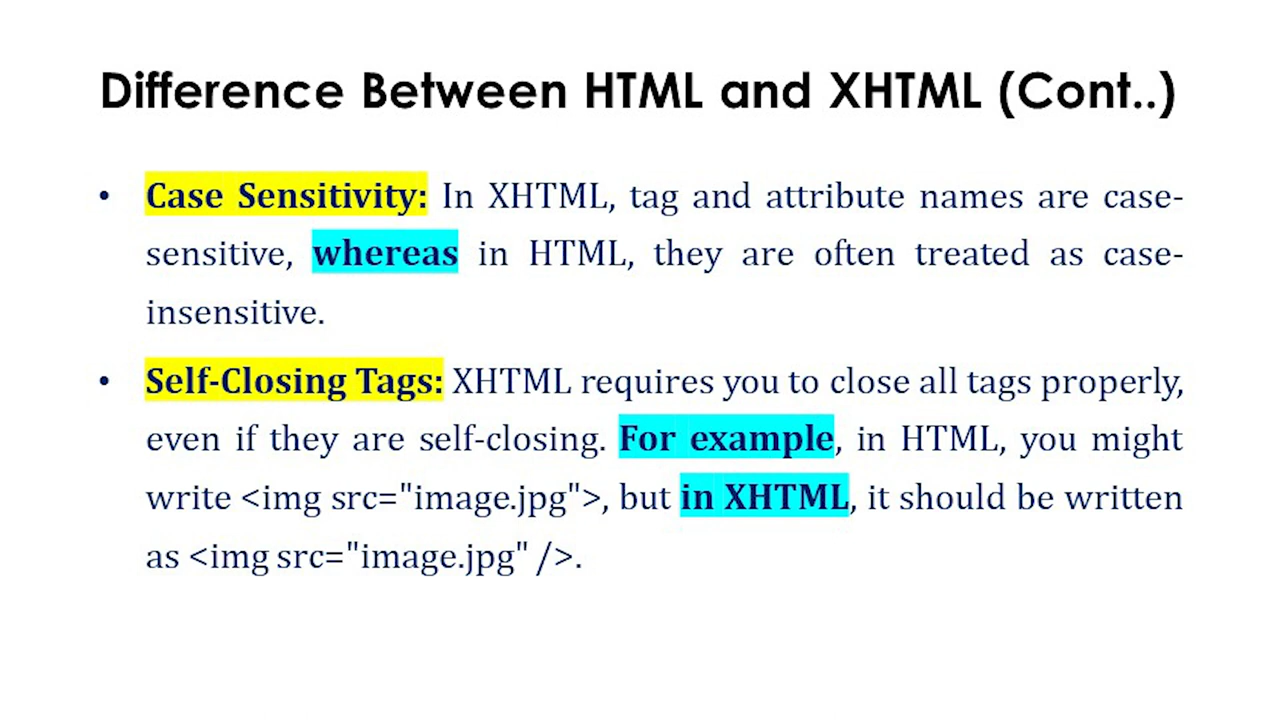 Difference Between HTML and XHTML (Cont..)
• Case Sensitivity: In XHTML, tag and attribute names are case-
sensitive, whereas in HTML, they are often treated as case-
insensitive.
• Self-Closing Tags: XHTML requires you to close all tags properly,
even if they are self-closing. For example, in HTML, you might
write <img src="image.jpg">, but in XHTML, it should be written
as <img src="image.jpg" />.